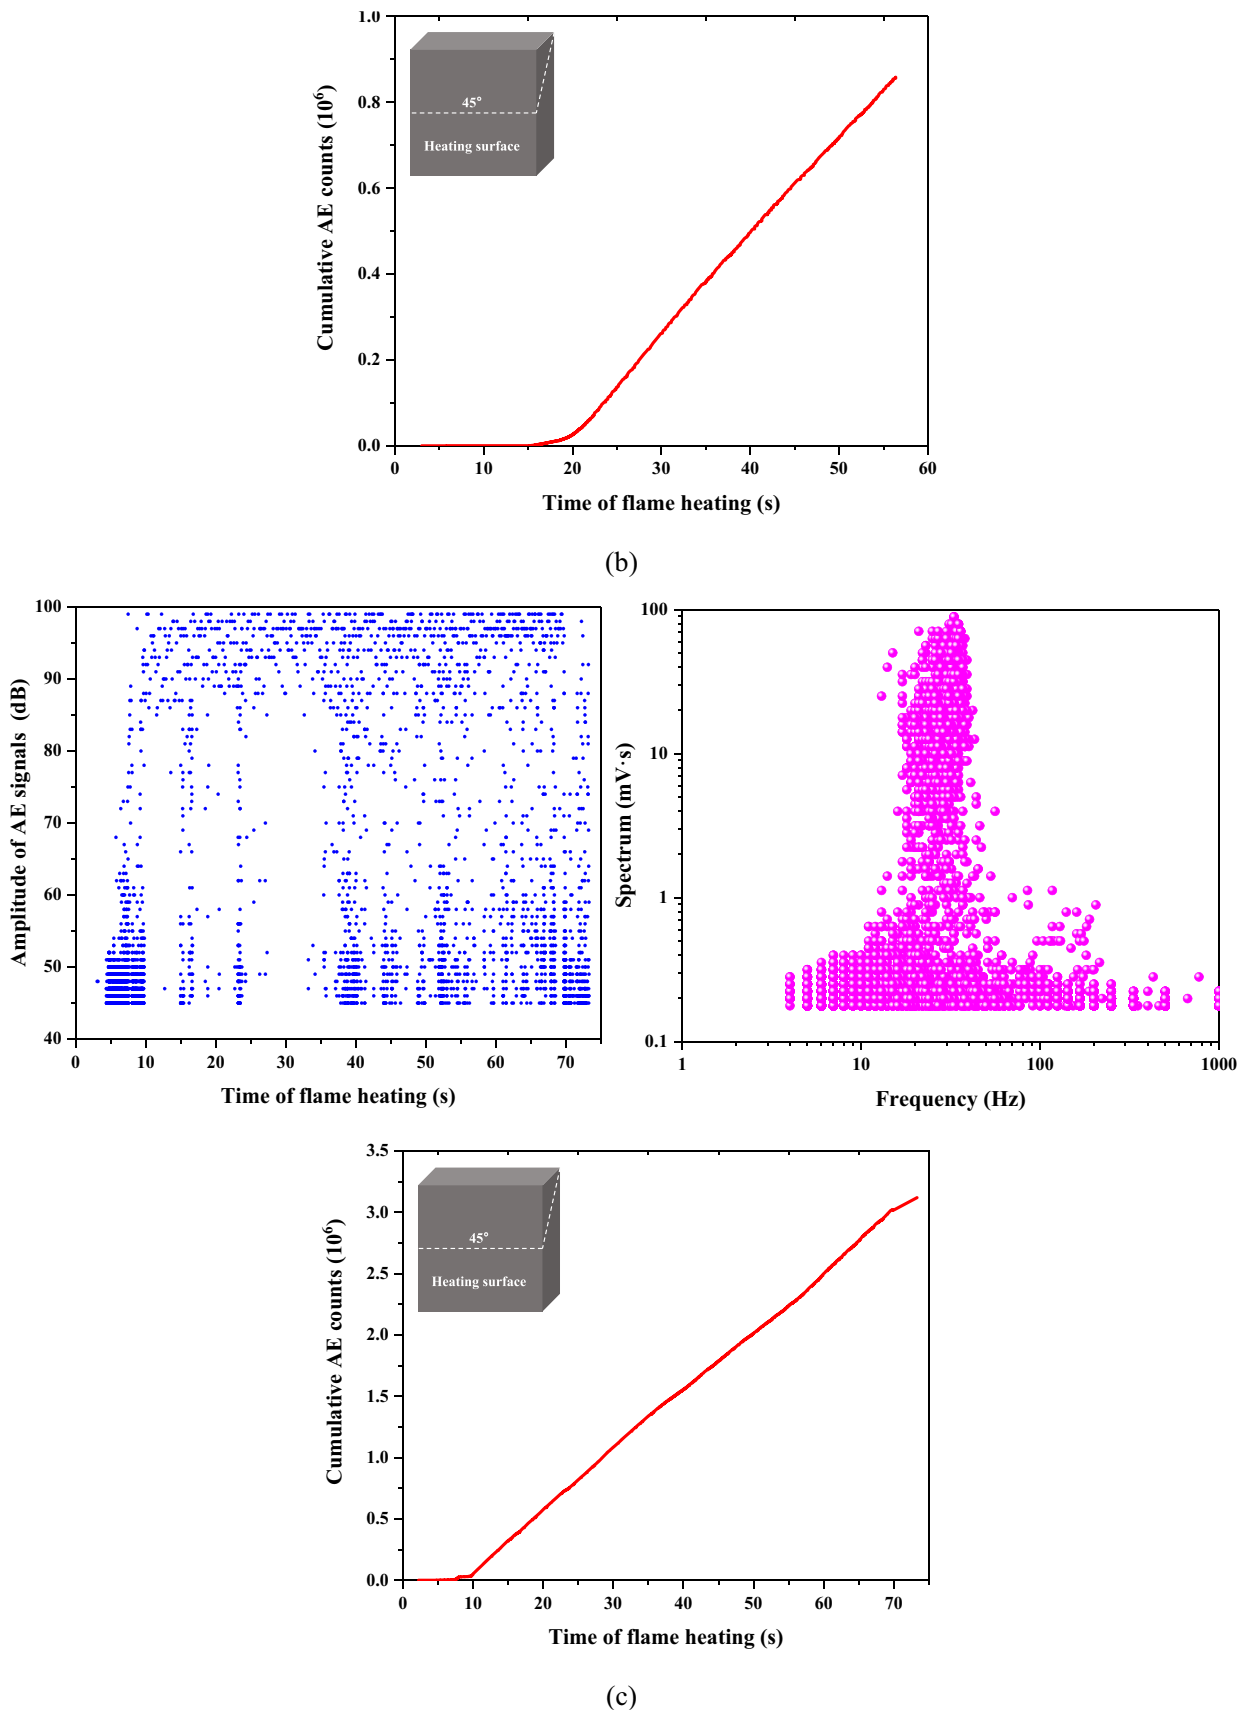 1.0
0.8
0.6
0.4
0.2
0.0
Cumulative AE counts (10⁶)
45°
Heating surface
0 10 20 30 40 50 60
Time of flame heating (s)
(b)
100
90
80
70
60
50
40
Amplitude of AE signals (dB)
0 10 20 30 40 50 60 70
Time of flame heating (s)
100
10
1
0.1
Spectrum (mV·s)
1 10 100 1000
Frequency (Hz)
3.5
3.0
2.5
2.0
1.5
1.0
0.5
0.0
Cumulative AE counts (10⁶)
45°
Heating surface
0 10 20 30 40 50 60 70
Time of flame heating (s)
(c)